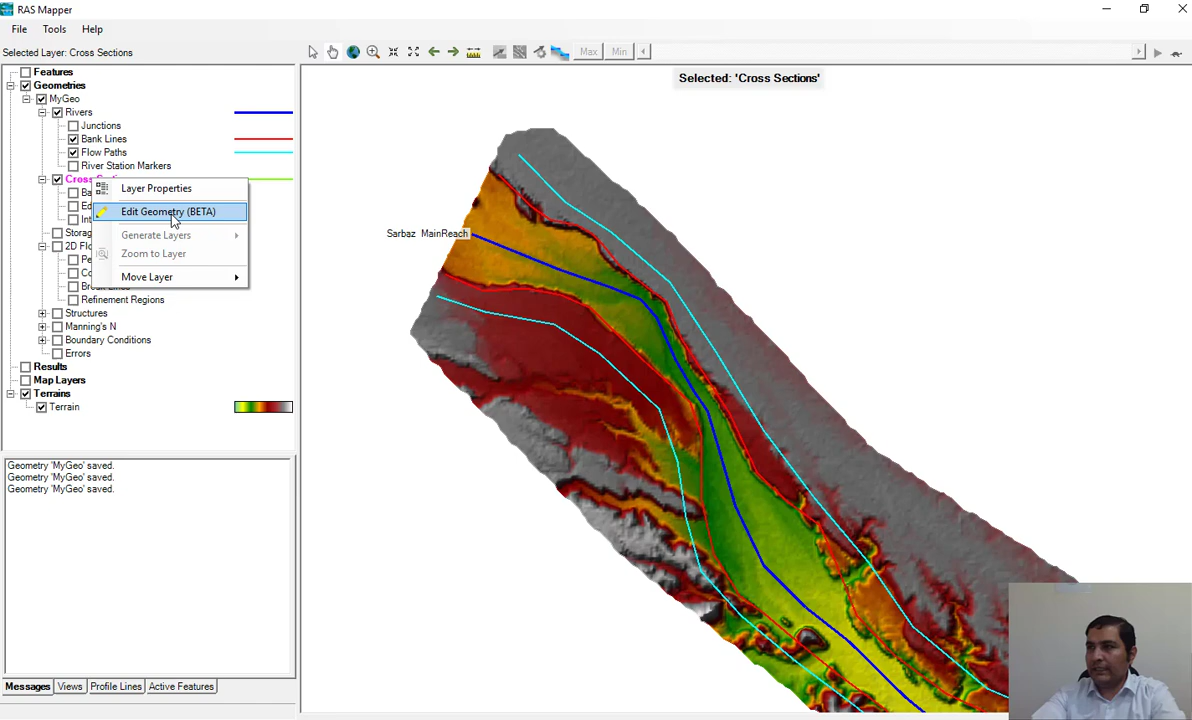 RAS Mapper
File Tools Help
Selected Layer: Cross Sections
Max Min
Features
Geometries
MyGeo
Rivers
Junctions
Bank Lines
Flow Paths
River Station Markers
Cross
Layer Properties
Edit Geometry (BETA)
Generate Layers
Zoom to Layer
Move Layer
Refinement Regions
Structures
Manning's N
Boundary Conditions
Errors
Results
Map Layers
Terrains
Terrain
Geometry 'MyGeo' saved.
Geometry 'MyGeo' saved.
Geometry 'MyGeo' saved.
Messages Views Profile Lines Active Features
Selected: 'Cross Sections'
Sarbaz MainReach